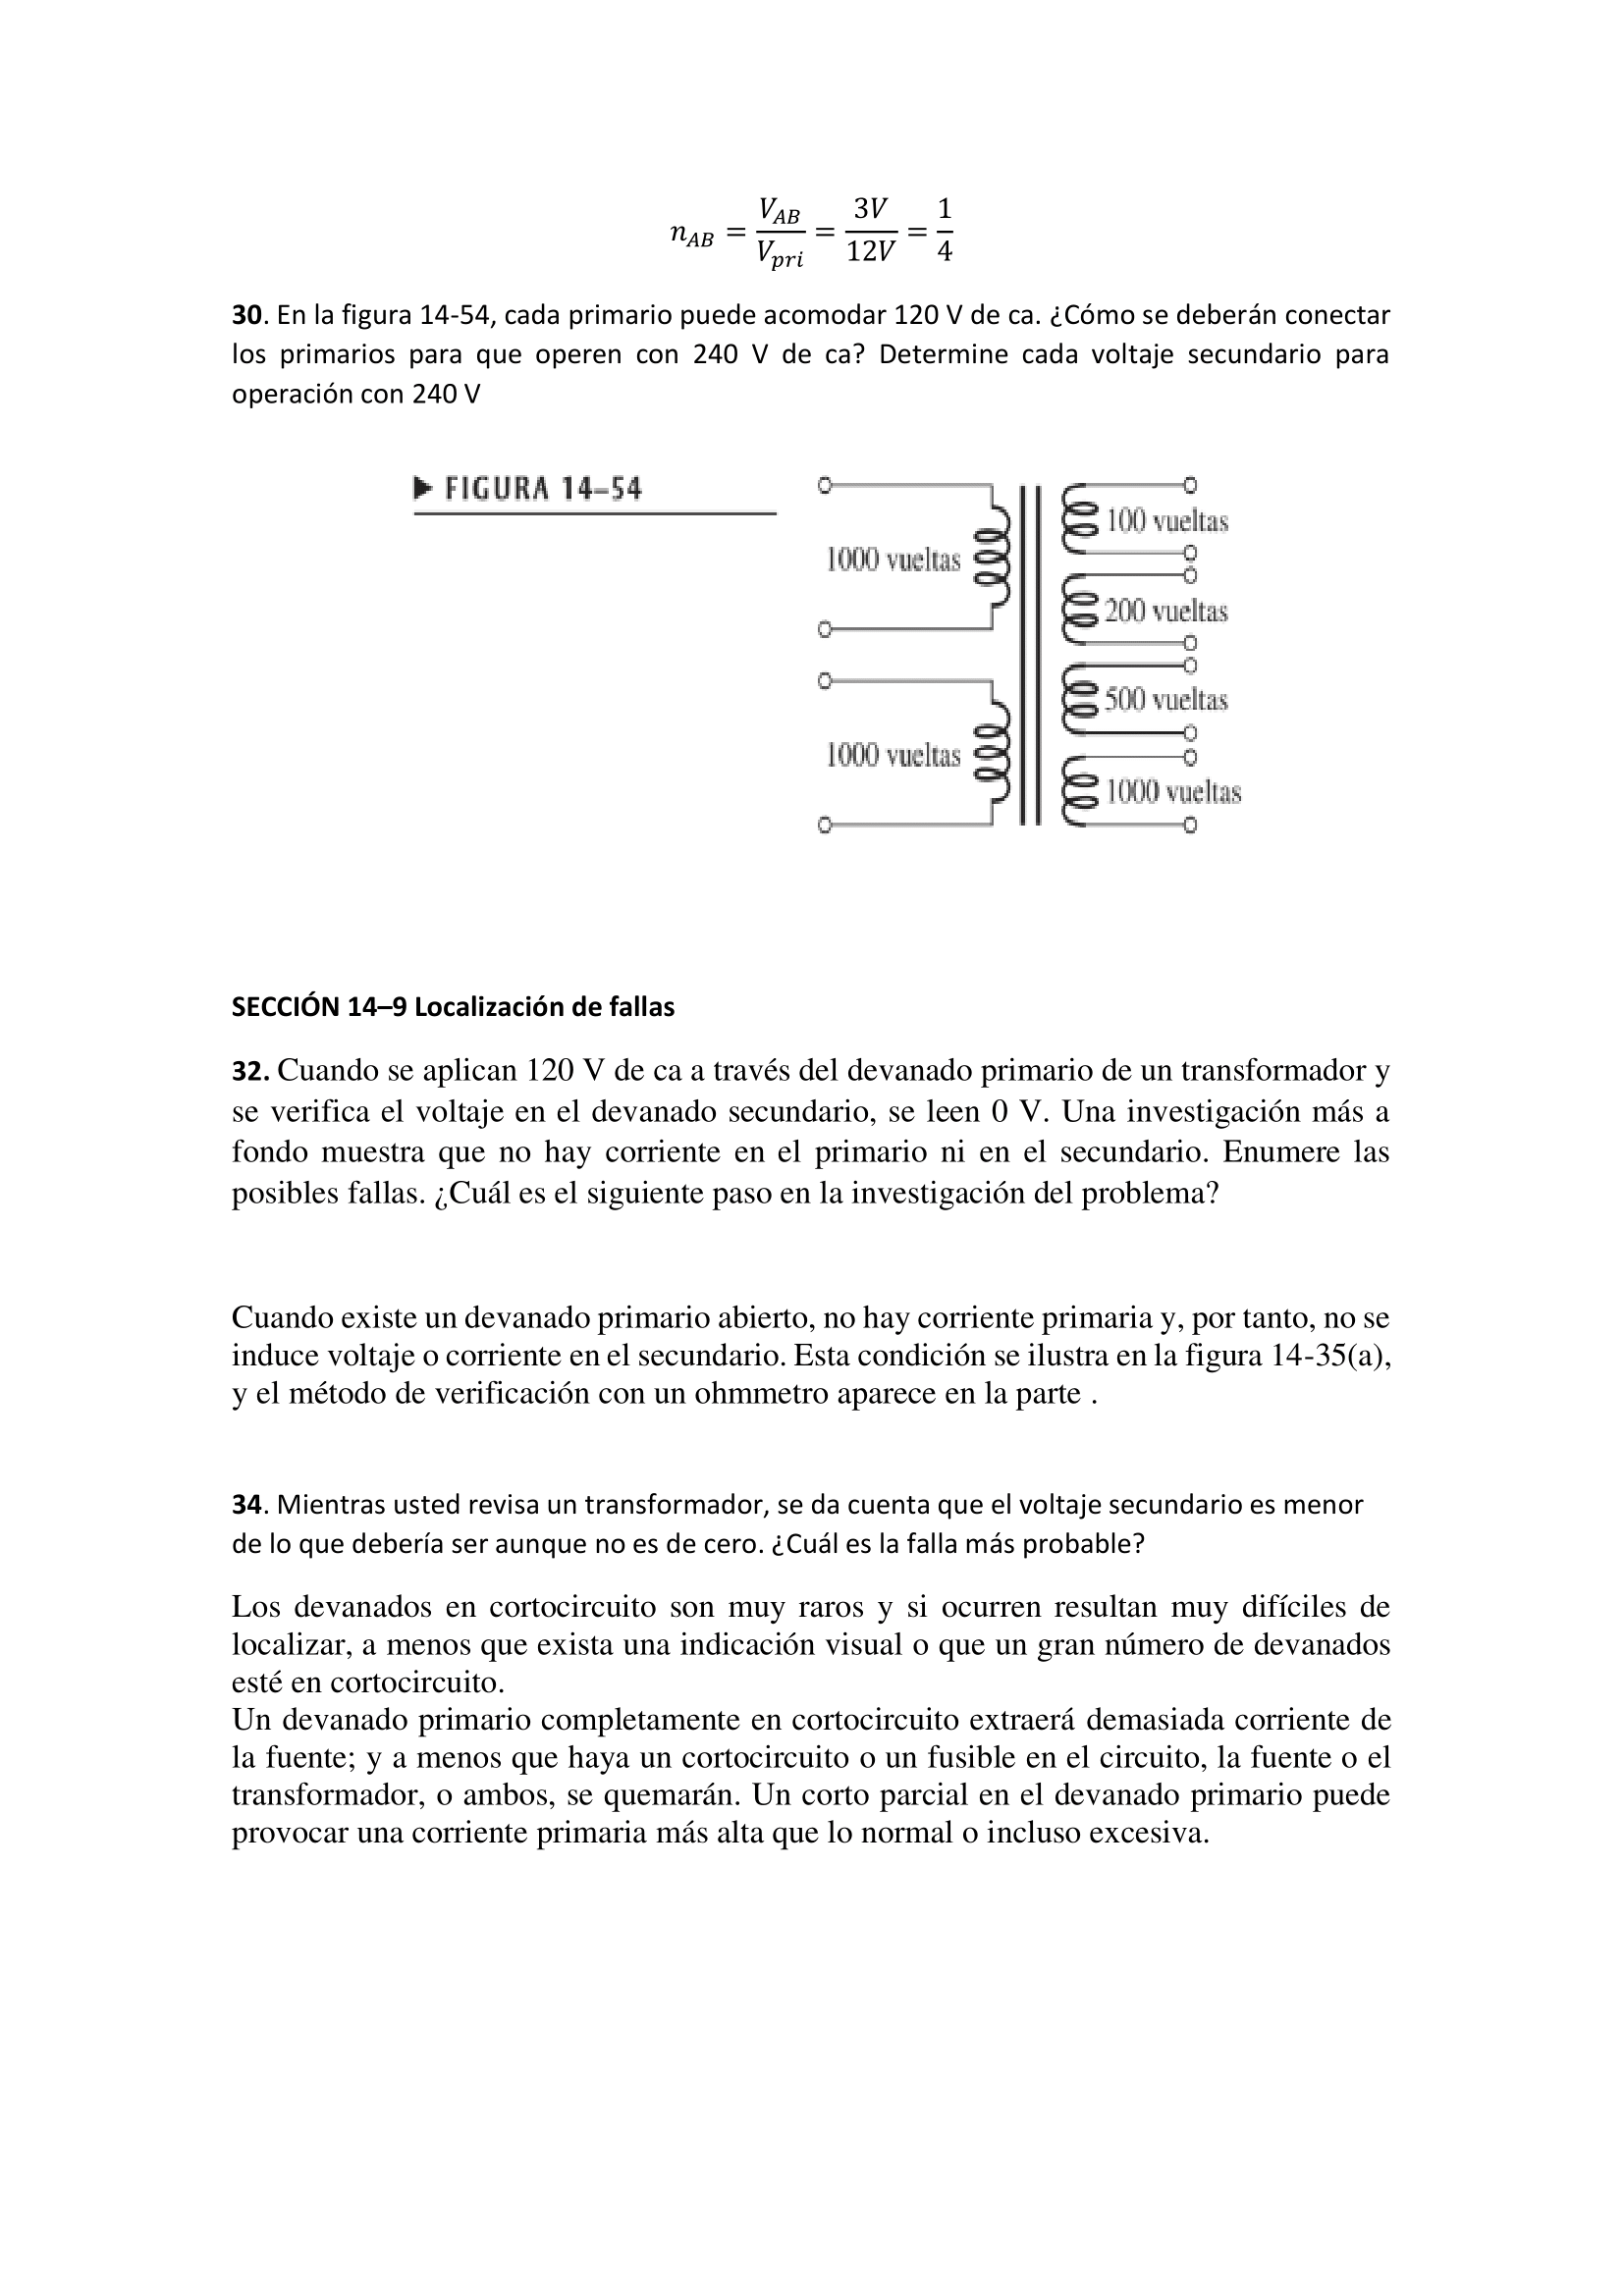 n_AB = V_AB / V_pri = 3V / 12V = 1 / 4
30. En la figura 14-54, cada primario puede acomodar 120 V de ca. ¿Cómo se deberán conectar
los primarios para que operen con 240 V de ca? Determine cada voltaje secundario para
operación con 240 V
FIGURA 14–54
1000 vueltas
1000 vueltas
100 vueltas
200 vueltas
500 vueltas
1000 vueltas
SECCIÓN 14–9 Localización de fallas
32. Cuando se aplican 120 V de ca a través del devanado primario de un transformador y
se verifica el voltaje en el devanado secundario, se leen 0 V. Una investigación más a
fondo muestra que no hay corriente en el primario ni en el secundario. Enumere las
posibles fallas. ¿Cuál es el siguiente paso en la investigación del problema?
Cuando existe un devanado primario abierto, no hay corriente primaria y, por tanto, no se
induce voltaje o corriente en el secundario. Esta condición se ilustra en la figura 14-35(a),
y el método de verificación con un ohmmetro aparece en la parte .
34. Mientras usted revisa un transformador, se da cuenta que el voltaje secundario es menor
de lo que debería ser aunque no es de cero. ¿Cuál es la falla más probable?
Los devanados en cortocircuito son muy raros y si ocurren resultan muy difíciles de
localizar, a menos que exista una indicación visual o que un gran número de devanados
esté en cortocircuito.
Un devanado primario completamente en cortocircuito extraerá demasiada corriente de
la fuente; y a menos que haya un cortocircuito o un fusible en el circuito, la fuente o el
transformador, o ambos, se quemarán. Un corto parcial en el devanado primario puede
provocar una corriente primaria más alta que lo normal o incluso excesiva.